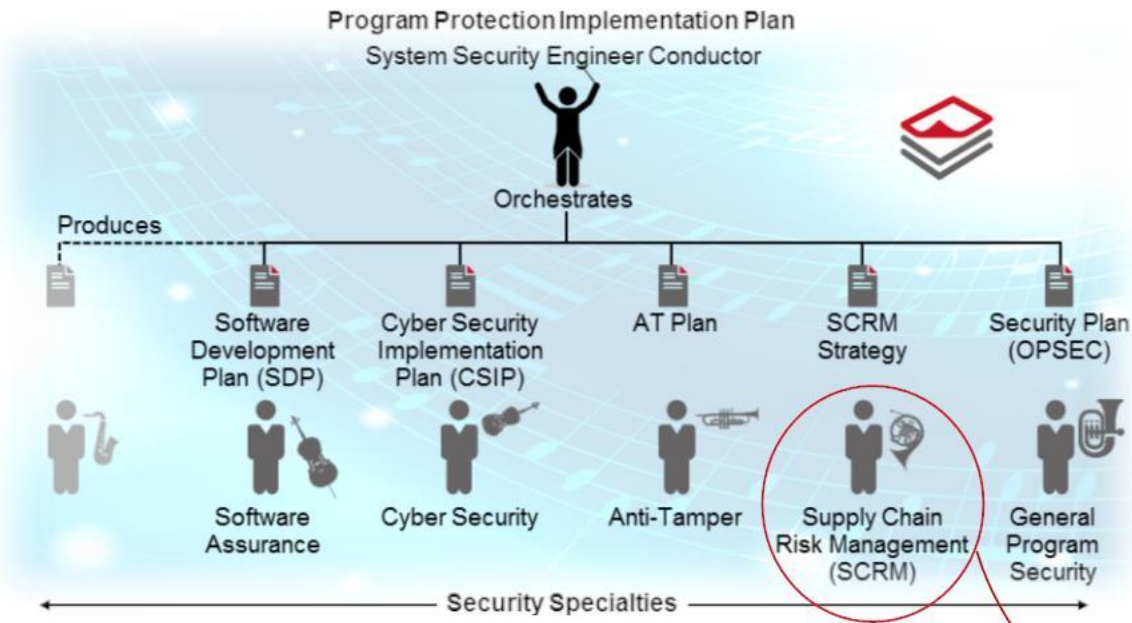 Program Protection Implementation Plan
System Security Engineer Conductor
Orchestrates
Produces
Software
Development
Plan (SDP)
Cyber Security
Implementation
Plan (CSIP)
AT Plan
SCRM
Strategy
Security Plan
(OPSEC)
Software
Assurance
Cyber Security
Anti-Tamper
Supply Chain
Risk Management
(SCRM)
General
Program
Security
Security Specialties